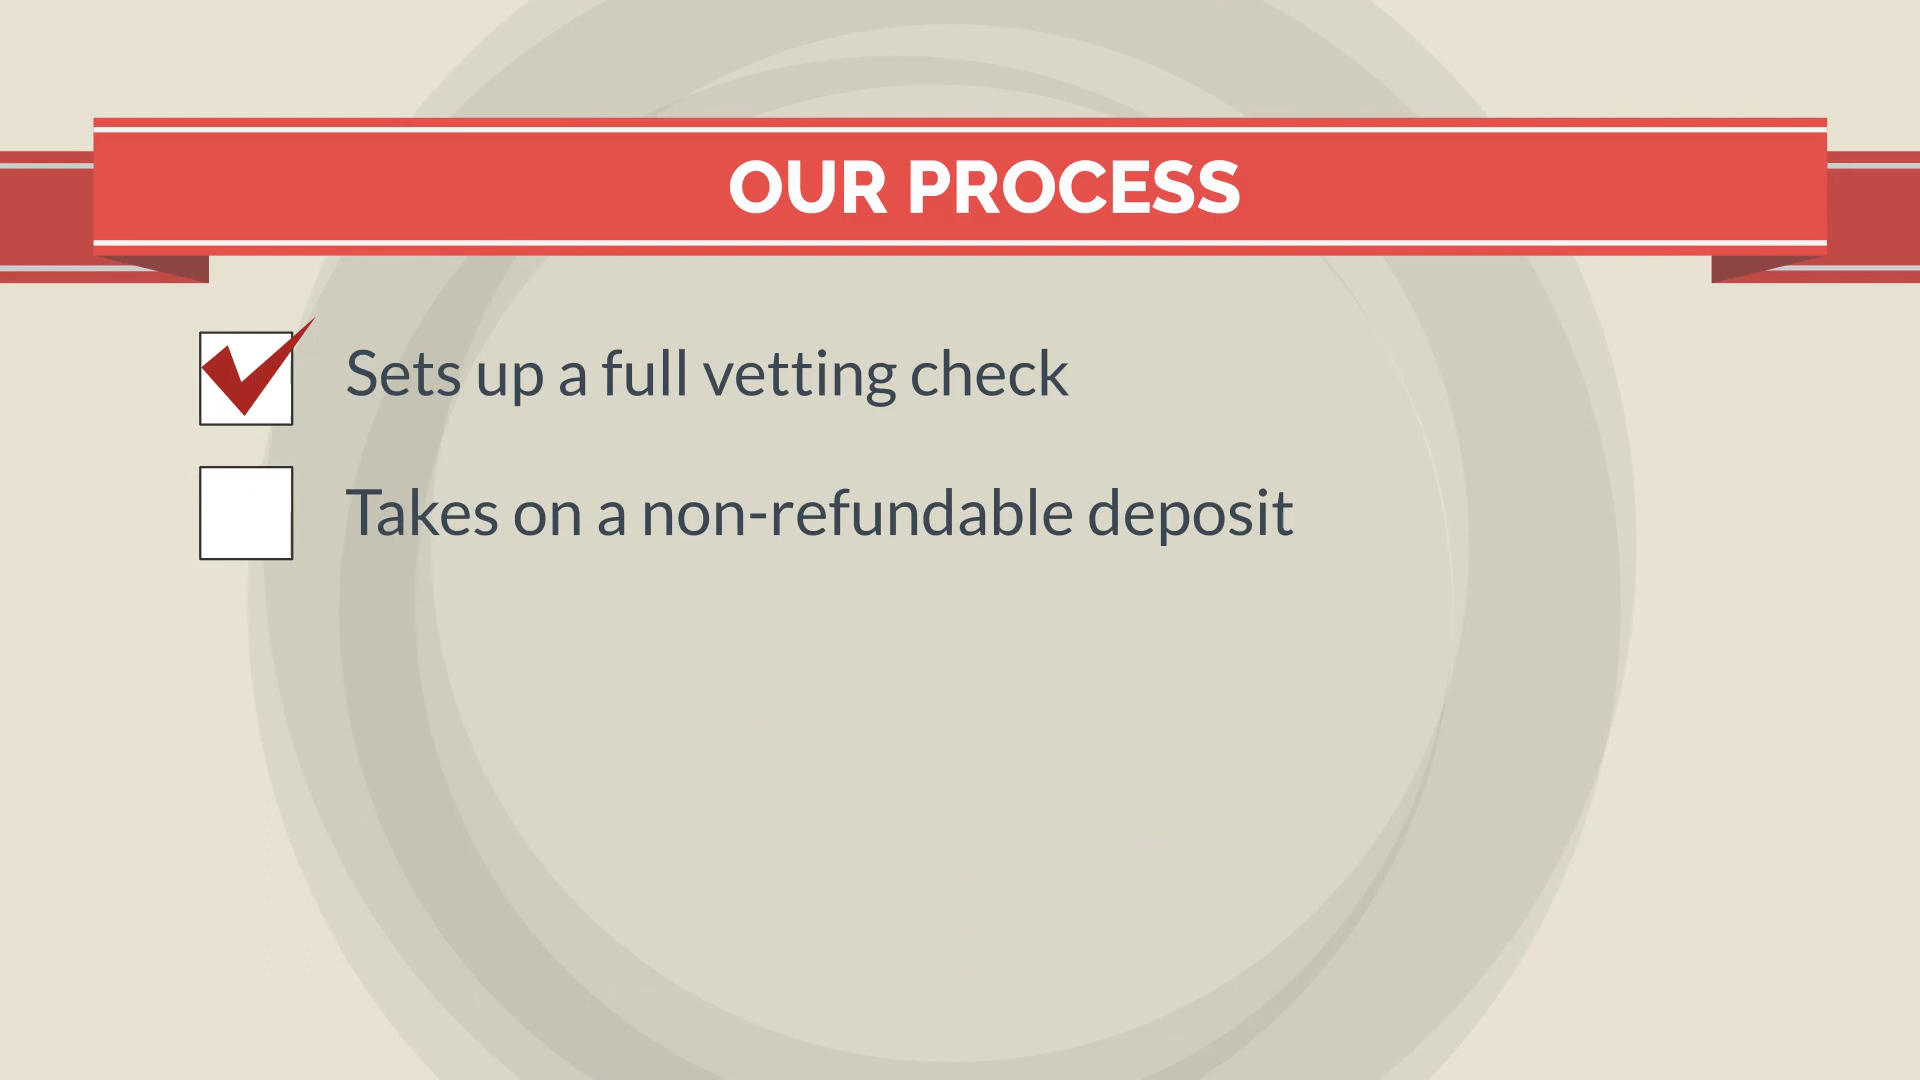 OUR PROCESS
Sets up a full vetting check
Takes on a non-refundable deposit